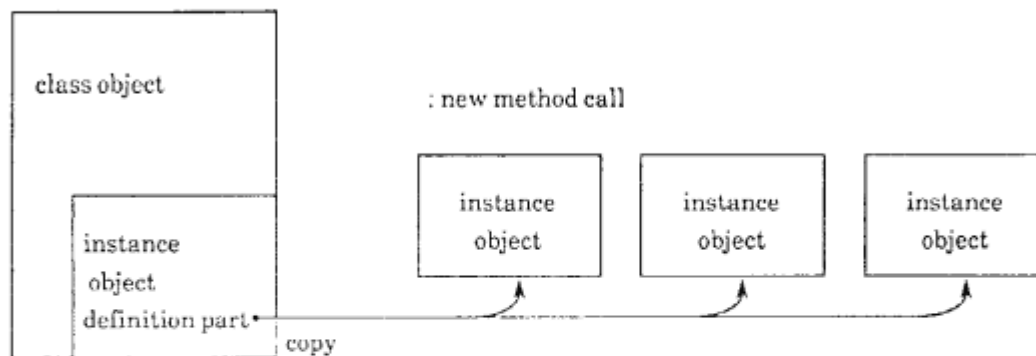 class object
: new method call
instance
object
instance
object
instance
object
instance
object
definition part
copy